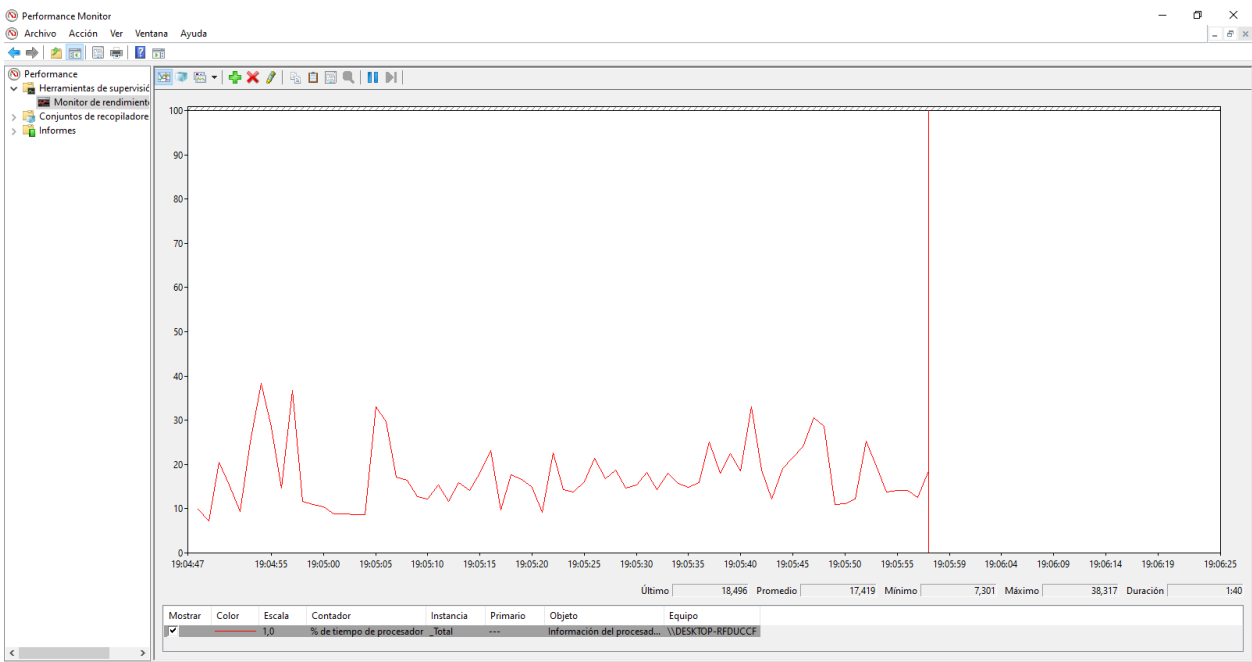 Performance Monitor
Archivo Acción Ver Ventana Ayuda
Performance
Herramientas de supervisió
Monitor de rendimiento
Conjuntos de recopiladore
Informes
100
90
80
70
60
50
40
30
20
10
0
19:04:47 19:04:55 19:05:00 19:05:05 19:05:10 19:05:15 19:05:20 19:05:25 19:05:30 19:05:35 19:05:40 19:05:45 19:05:50 19:05:55 19:05:59 19:06:04 19:06:09 19:06:14 19:06:19 19:06:25
Último 18,496 Promedio 17,419 Mínimo 7,301 Máximo 38,317 Duración 1:40
Mostrar Color Escala Contador Instancia Primario Objeto Equipo
1,0 % de tiempo de procesador _Total --- Información del procesad... \\DESKTOP-RFDUCCF